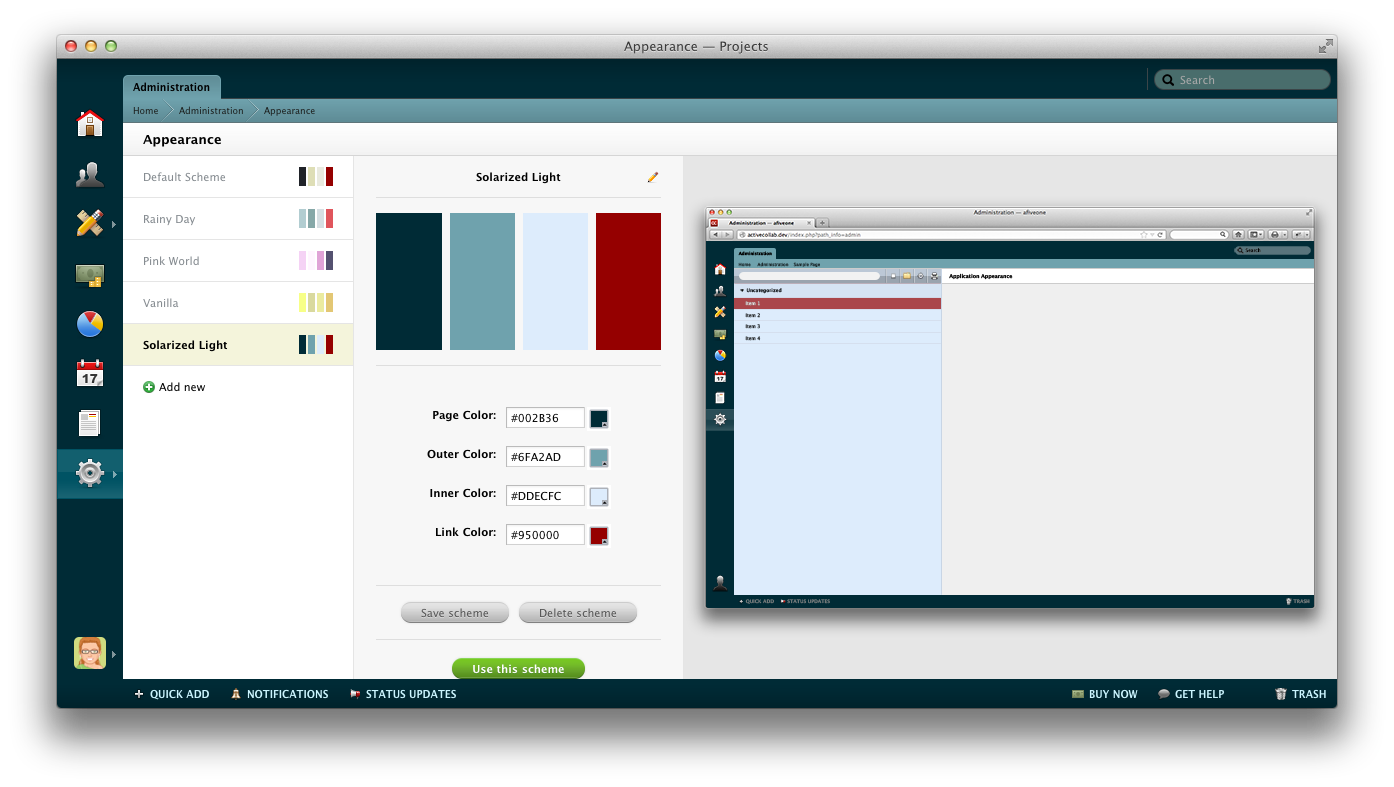 Appearance — Projects
Search
Administration
Home Administration Appearance
Appearance
Default Scheme
Rainy Day
Pink World
Vanilla
Solarized Light
Add new
17
Solarized Light
Page Color: #002B36
Outer Color: #6FA2AD
Inner Color: #DDECFC
Link Color: #950000
Save scheme Delete scheme
Use this scheme
Administration — afiveone
Administration — afiveone
activecollab.dev/index.php?path_info=admin
Search
Administration
Home Administration Sample Page
Application Appearance
Uncategorized
Item 1
Item 2
Item 3
Item 4
17
QUICK ADD STATUS UPDATES TRASH
QUICK ADD NOTIFICATIONS STATUS UPDATES BUY NOW GET HELP TRASH